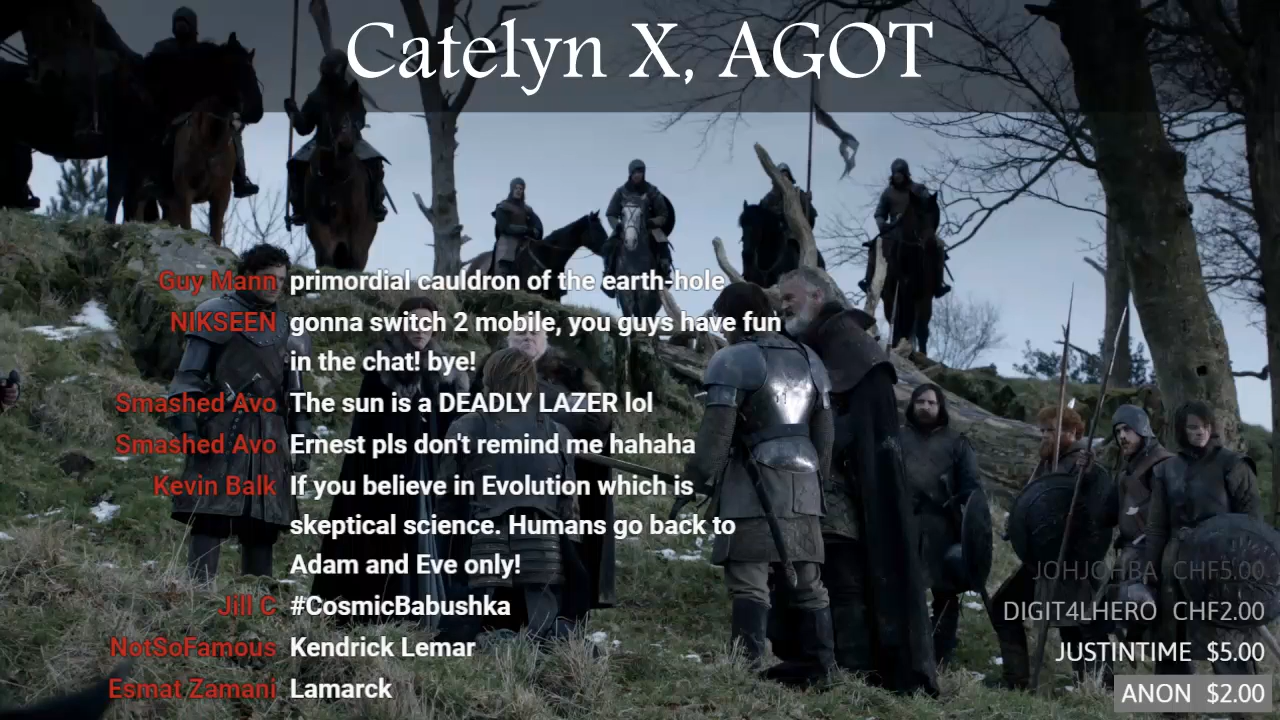 Catelyn X, AGOT
Guy Mann primordial cauldron of the earth-hole
NIKSEEN gonna switch 2 mobile, you guys have fun
in the chat! bye!
Smashed Avo The sun is a DEADLY LAZER lol
Smashed Avo Ernest pls don't remind me hahaha
Kevin Balk If you believe in Evolution which is
skeptical science. Humans go back to
Adam and Eve only!
Jill C #CosmicBabushka
NotSoFamous Kendrick Lemar
Esmat Zamani Lamarck
JOHJOHBA CHF5.00
DIGIT4LHERO CHF2.00
JUSTINTIME $5.00
ANON $2.00